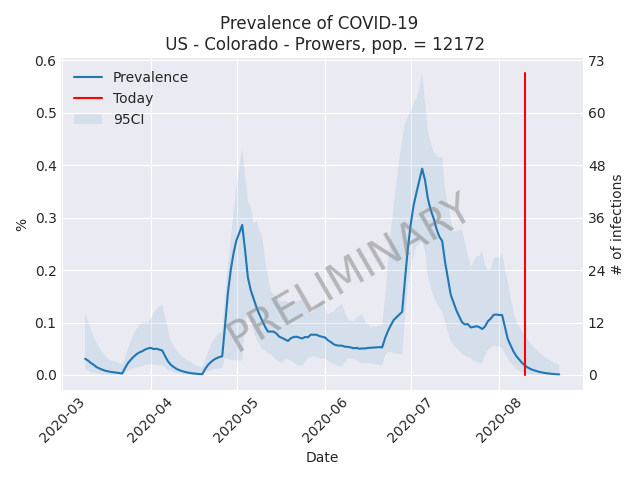 Prevalence of COVID-19
US - Colorado - Prowers, pop. = 12172
0.6
0.5
0.4
0.3
0.2
0.1
0.0
%
Prevalence
Today
95CI
PRELIMINARY
73
60
48
36
24
12
0
# of infections
2020-03
2020-04
2020-05
2020-06
2020-07
2020-08
Date